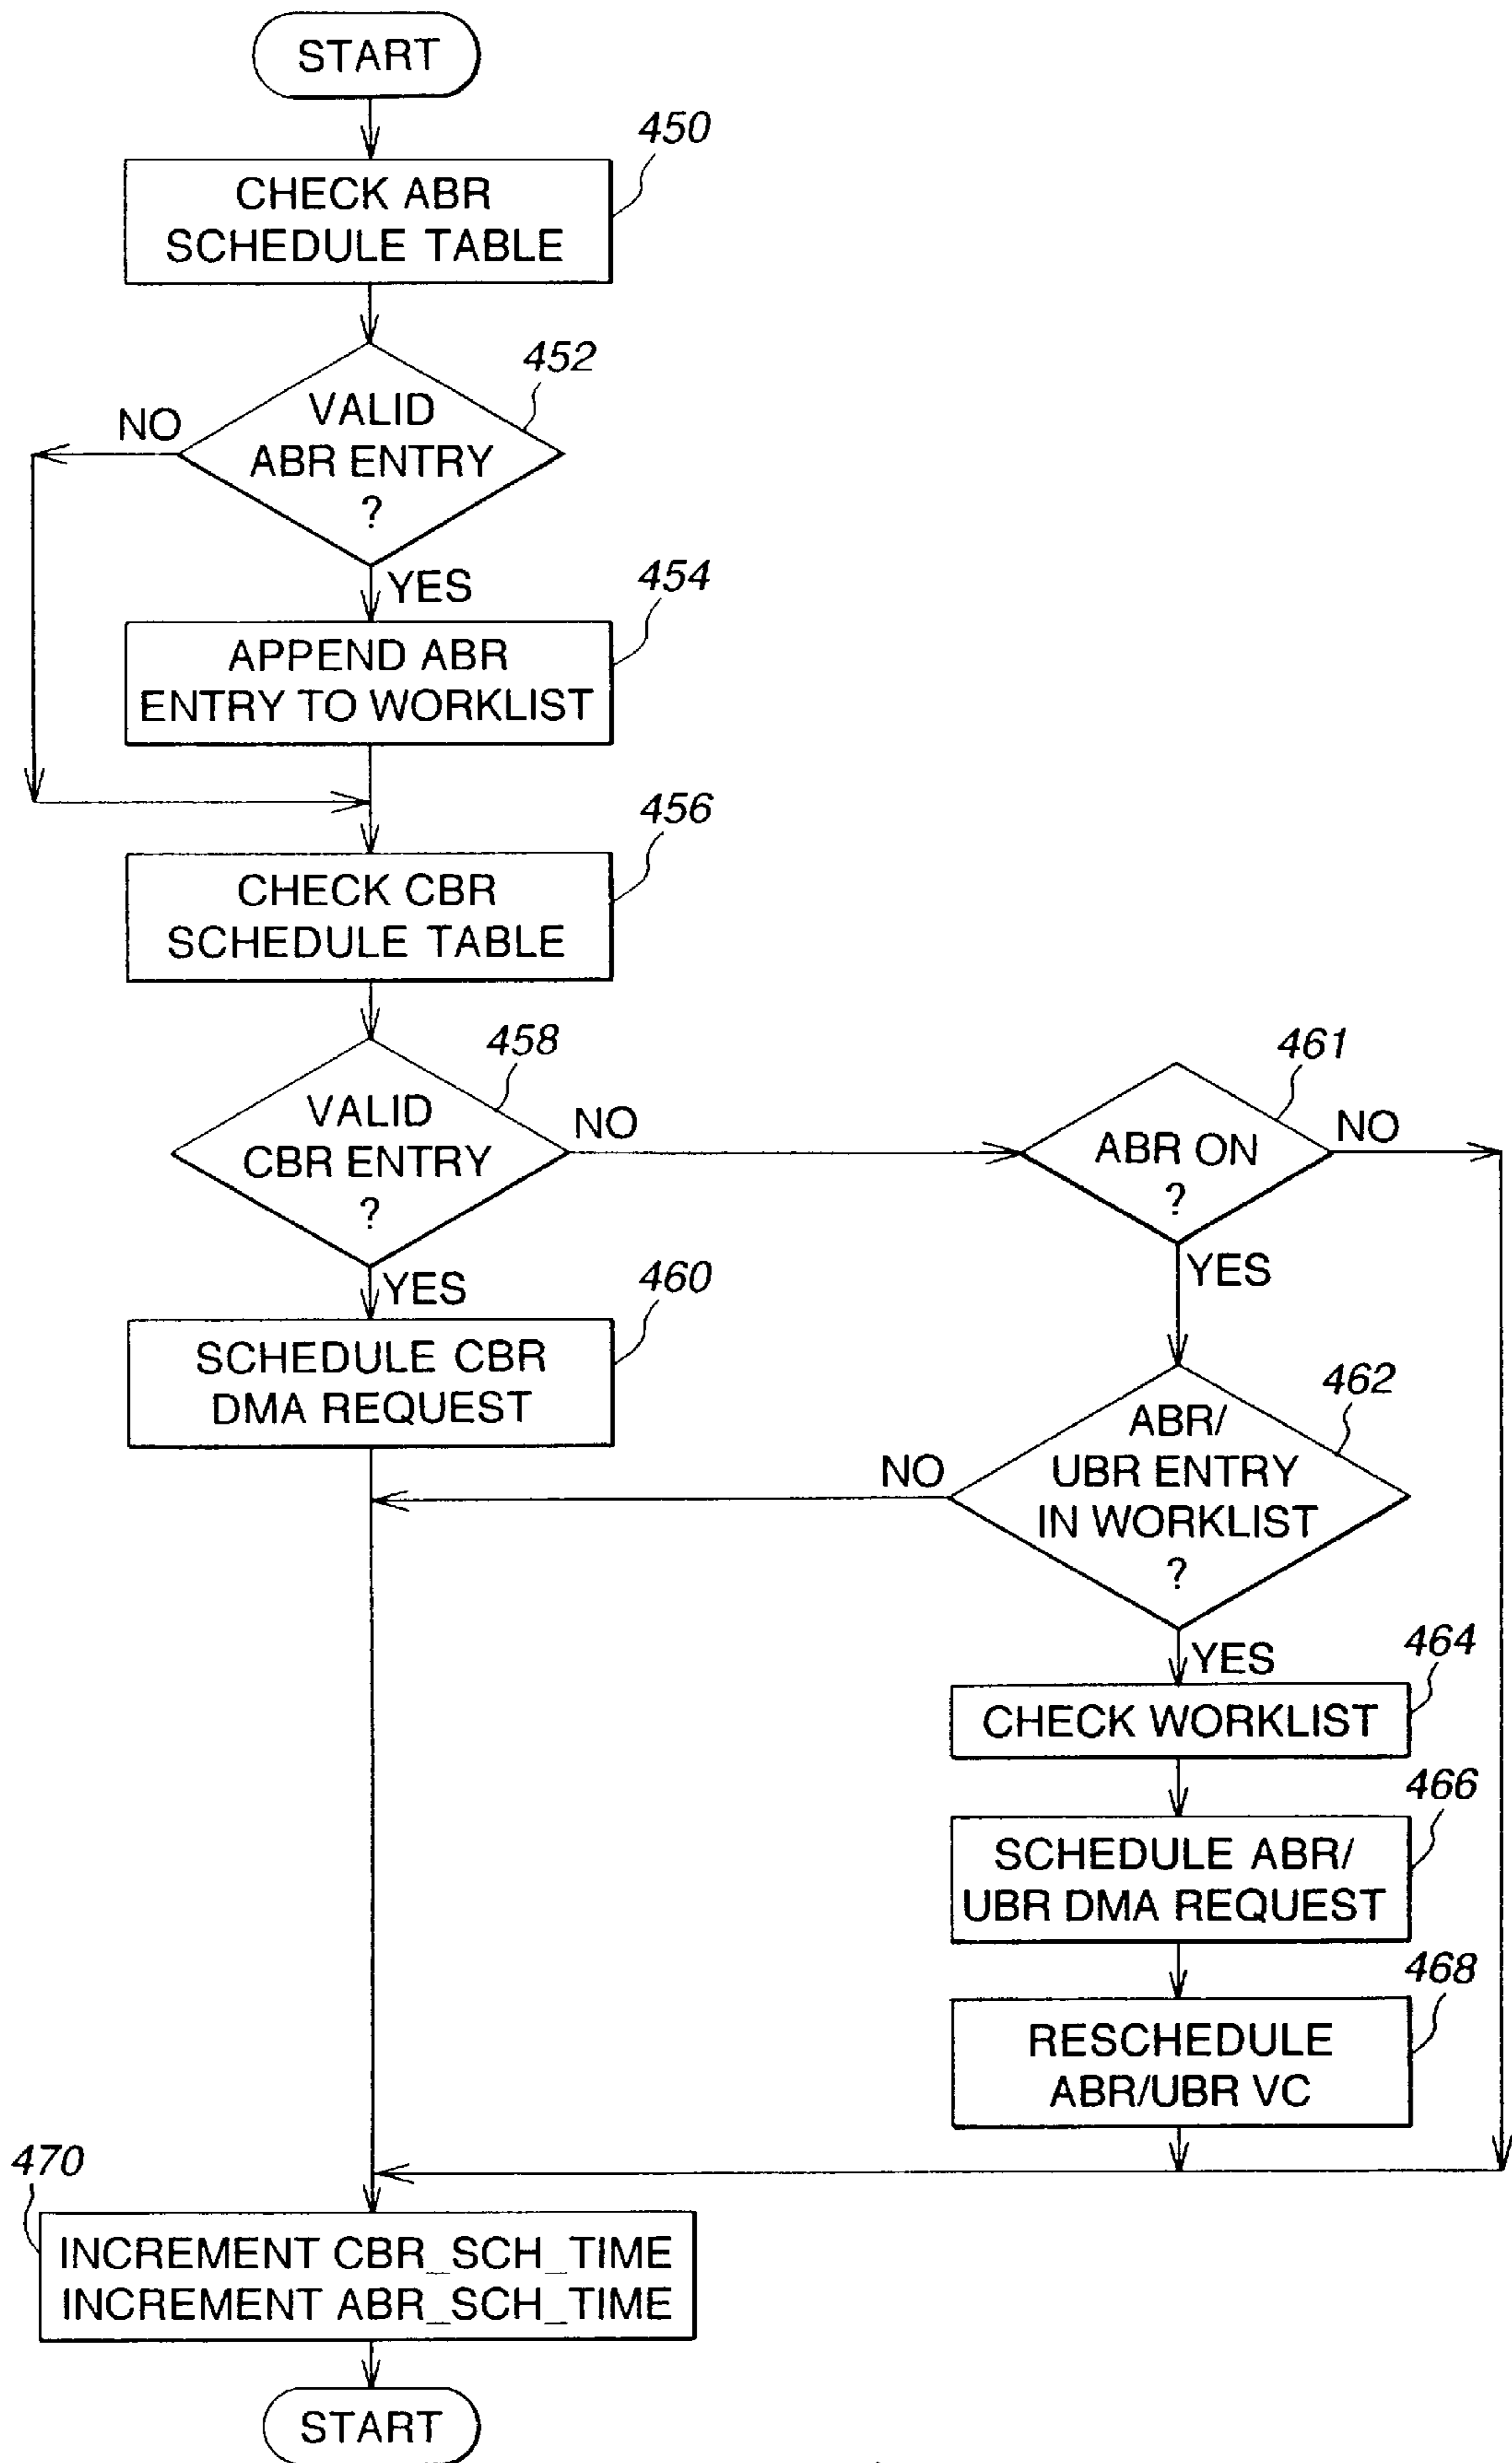 START
450
CHECK ABR
SCHEDULE TABLE
452
NO
VALID
ABR ENTRY
?
YES
454
APPEND ABR
ENTRY TO WORKLIST
456
CHECK CBR
SCHEDULE TABLE
458
VALID
CBR ENTRY
?
NO
461
ABR ON
?
NO
YES
YES
460
SCHEDULE CBR
DMA REQUEST
462
ABR/
UBR ENTRY
IN WORKLIST
?
NO
YES
464
CHECK WORKLIST
466
SCHEDULE ABR/
UBR DMA REQUEST
468
RESCHEDULE
ABR/UBR VC
470
INCREMENT CBR_SCH_TIME
INCREMENT ABR_SCH_TIME
START